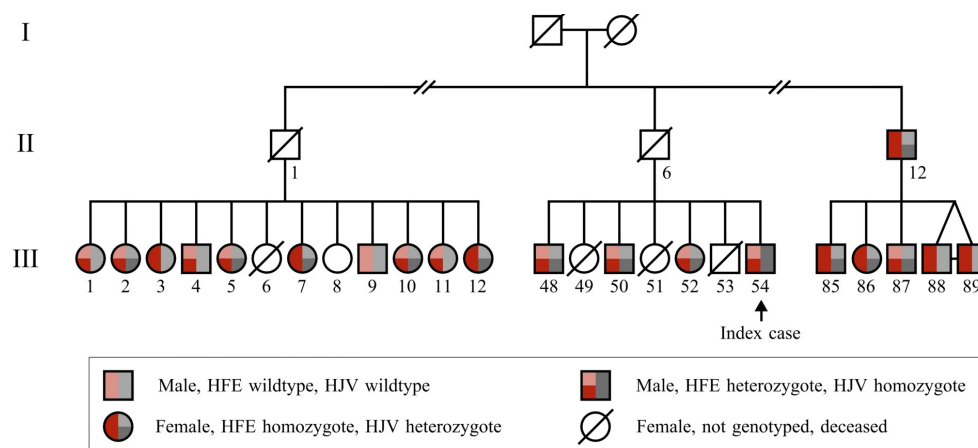 I
II
1 6 12
III
1 2 3 4 5 6 7 8 9 10 11 12 48 49 50 51 52 53 54 85 86 87 88 89
Index case
Male, HFE wildtype, HJV wildtype Male, HFE heterozygote, HJV homozygote
Female, HFE homozygote, HJV heterozygote Female, not genotyped, deceased